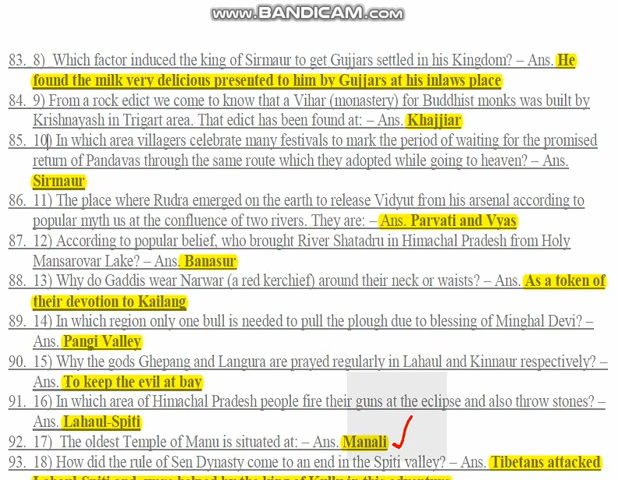 www.BANDICAM.com
83. 8) Which factor induced the king of Sirmaur to get Gujjars settled in his Kingdom? – Ans. He
found the milk very delicious presented to him by Gujjars at his inlaws place
84. 9) From a rock edict we come to know that a Vihar (monastery) for Buddhist monks was built by
Krishnayash in Trigart area. That edict has been found at: – Ans. Khajjiar
85. 10) In which area villagers celebrate many festivals to mark the period of waiting for the promised
return of Pandavas through the same route which they adopted while going to heaven? – Ans.
Sirmaur
86. 11) The place where Rudra emerged on the earth to release Vidyut from his arsenal according to
popular myth us at the confluence of two rivers. They are: – Ans. Parvati and Vyas
87. 12) According to popular belief, who brought River Shatadru in Himachal Pradesh from Holy
Mansarovar Lake? – Ans. Banasur
88. 13) Why do Gaddis wear Narwar (a red kerchief) around their neck or waists? – Ans. As a token of
their devotion to Kailang
89. 14) In which region only one bull is needed to pull the plough due to blessing of Minghal Devi? –
Ans. Pangi Valley
90. 15) Why the gods Ghepang and Langura are prayed regularly in Lahaul and Kinnaur respectively? –
Ans. To keep the evil at bay
91. 16) In which area of Himachal Pradesh people fire their guns at the eclipse and also throw stones? –
Ans. Lahaul-Spiti
92. 17) The oldest Temple of Manu is situated at: – Ans. Manali
93. 18) How did the rule of Sen Dynasty come to an end in the Spiti valley? – Ans. Tibetans attacked
Lahaul Spiti and were helped by the king of Kullu in this adventure